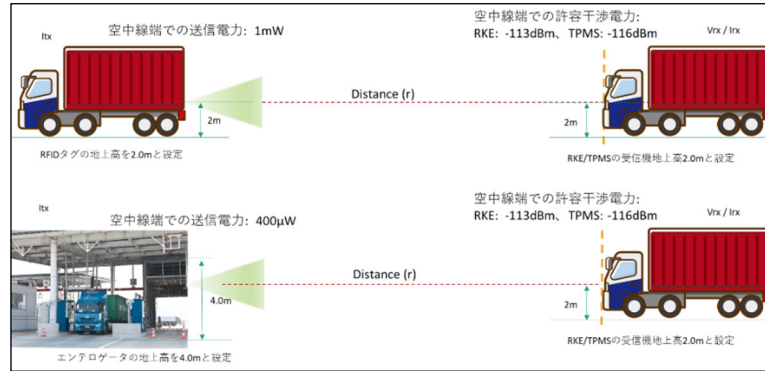 Itx
空中線端での送信電力: 1mW
空中線端での許容干渉電力:
RKE: -113dBm、TPMS: -116dBm
Vrx / Irx
Distance (r)
2m
2m
RFIDタグの地上高を2.0mと設定
RKE/TPMSの受信機地上高2.0mと設定
Itx
空中線端での送信電力: 400μW
空中線端での許容干渉電力:
RKE: -113dBm、TPMS: -116dBm
Vrx / Irx
Distance (r)
4.0m
2m
エンテロゲータの地上高を4.0mと設定
RKE/TPMSの受信機地上高2.0mと設定